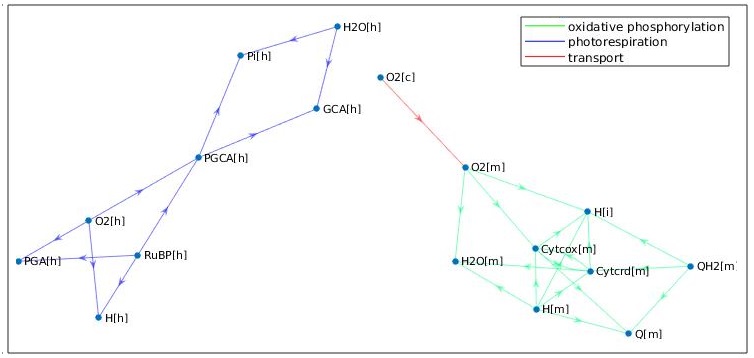 H2O[h]
Pi[h]
GCA[h]
PGCA[h]
O2[h]
PGA[h]
RuBP[h]
H[h]
oxidative phosphorylation
photorespiration
transport
O2[c]
O2[m]
H[i]
Cytcox[m]
H2O[m]
Cytcrd[m]
QH2[m]
H[m]
Q[m]